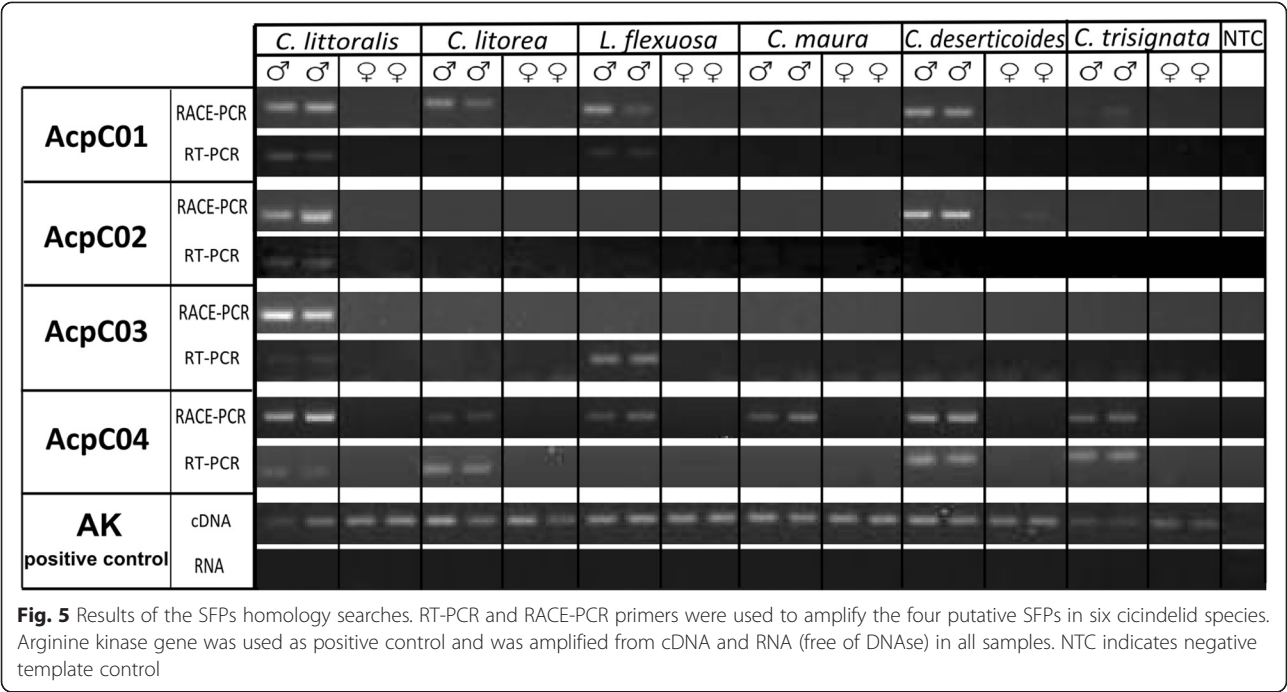 C. littoralis C. litorea L. flexuosa C. maura C. deserticoides C. trisignata NTC
♂ ♂ ♀ ♀ ♂ ♂ ♀ ♀ ♂ ♂ ♀ ♀ ♂ ♂ ♀ ♀ ♂ ♂ ♀ ♀ ♂ ♂ ♀ ♀
AcpC01
RACE-PCR
RT-PCR
AcpC02
RACE-PCR
RT-PCR
AcpC03
RACE-PCR
RT-PCR
AcpC04
RACE-PCR
RT-PCR
AK
positive control
cDNA
RNA
Fig. 5 Results of the SFPs homology searches. RT-PCR and RACE-PCR primers were used to amplify the four putative SFPs in six cicindelid species.
Arginine kinase gene was used as positive control and was amplified from cDNA and RNA (free of DNAse) in all samples. NTC indicates negative
template control